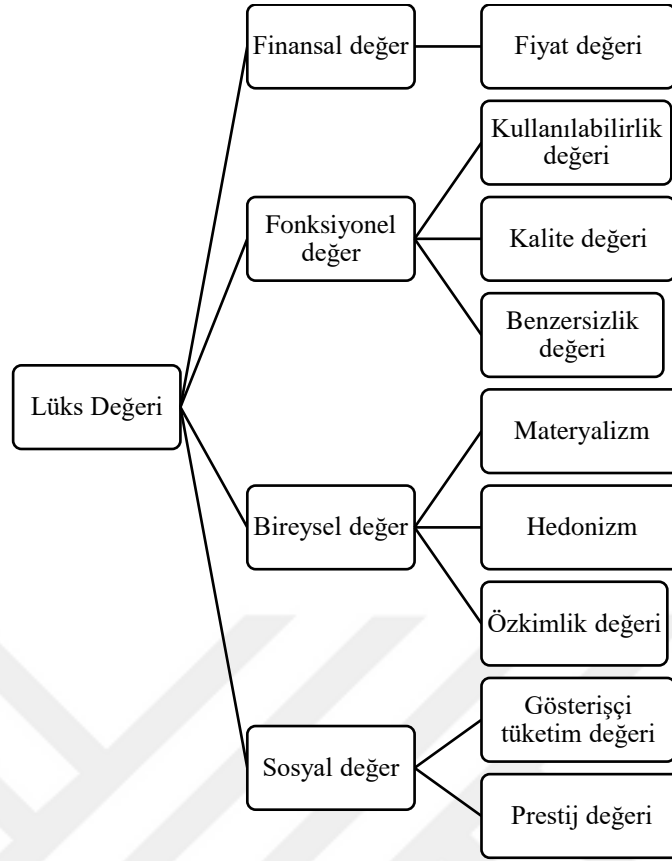 Lüks Değeri
Finansal değer
Fiyat değeri
Fonksiyonel
değer
Kullanılabilirlik
değeri
Kalite değeri
Benzersizlik
değeri
Bireysel değer
Materyalizm
Hedonizm
Özkimlik değeri
Sosyal değer
Gösterişçi
tüketim değeri
Prestij değeri